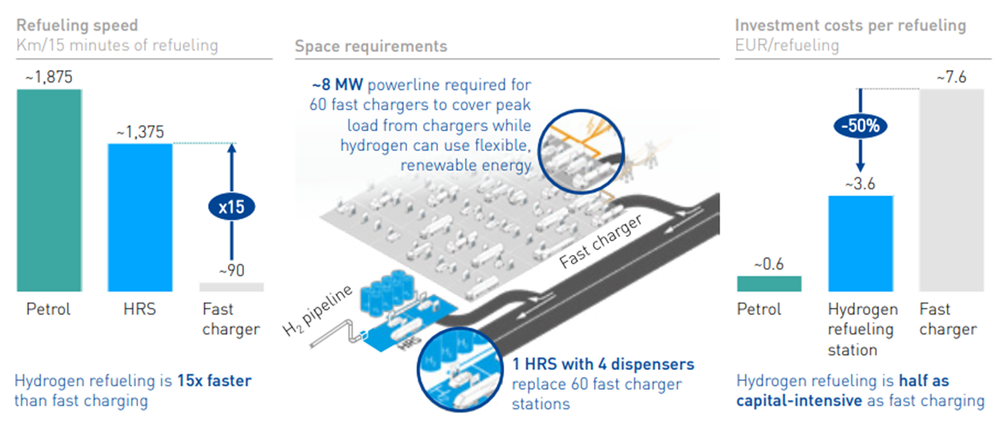 Refueling speed
Km/15 minutes of refueling
~1,875
~1,375
x15
~90
Petrol
HRS
Fast
charger
Hydrogen refueling is 15x faster
than fast charging
Space requirements
~8 MW powerline required for
60 fast chargers to cover peak
load from chargers while
hydrogen can use flexible,
renewable energy
Fast charger
H₂ pipeline
HRS
H₂
H₂
1 HRS with 4 dispensers
replace 60 fast charger
stations
Investment costs per refueling
EUR/refueling
~7.6
-50%
~3.6
~0.6
Petrol
Hydrogen
refueling
station
Fast
charger
Hydrogen refueling is half as
capital-intensive as fast charging